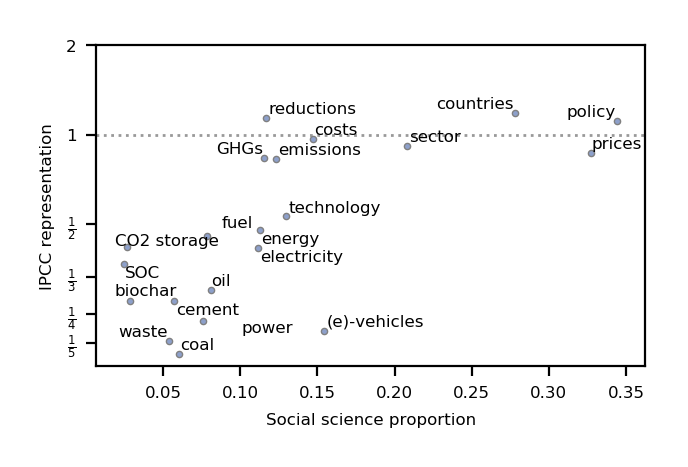 2
reductions
countries
policy
costs
1
sector
prices
GHGs
emissions
technology
fuel
1/2
CO2 storage
energy
electricity
SOC
1/3
oil
biochar
cement
1/4
power
(e)-vehicles
waste
coal
1/5
0.05 0.10 0.15 0.20 0.25 0.30 0.35
Social science proportion
IPCC representation